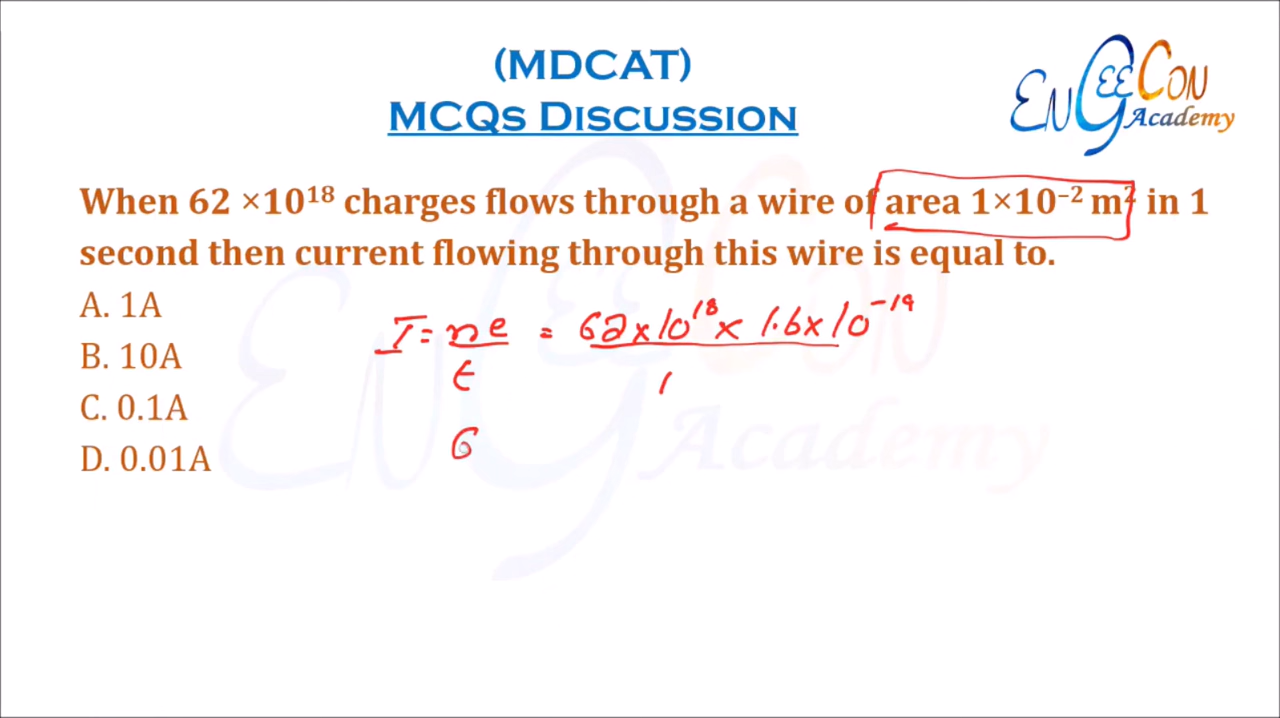 (MDCAT)
MCQs Discussion
EnGeeCon
Academy
When 62 ×10¹⁸ charges flows through a wire of area 1×10⁻² m² in 1
second then current flowing through this wire is equal to.
A. 1A
B. 10A
C. 0.1A
D. 0.01A
I = ne = 62 x 10¹⁸ x 1.6 x 10⁻¹⁹
t 1
6
EnGeeCon
Academy